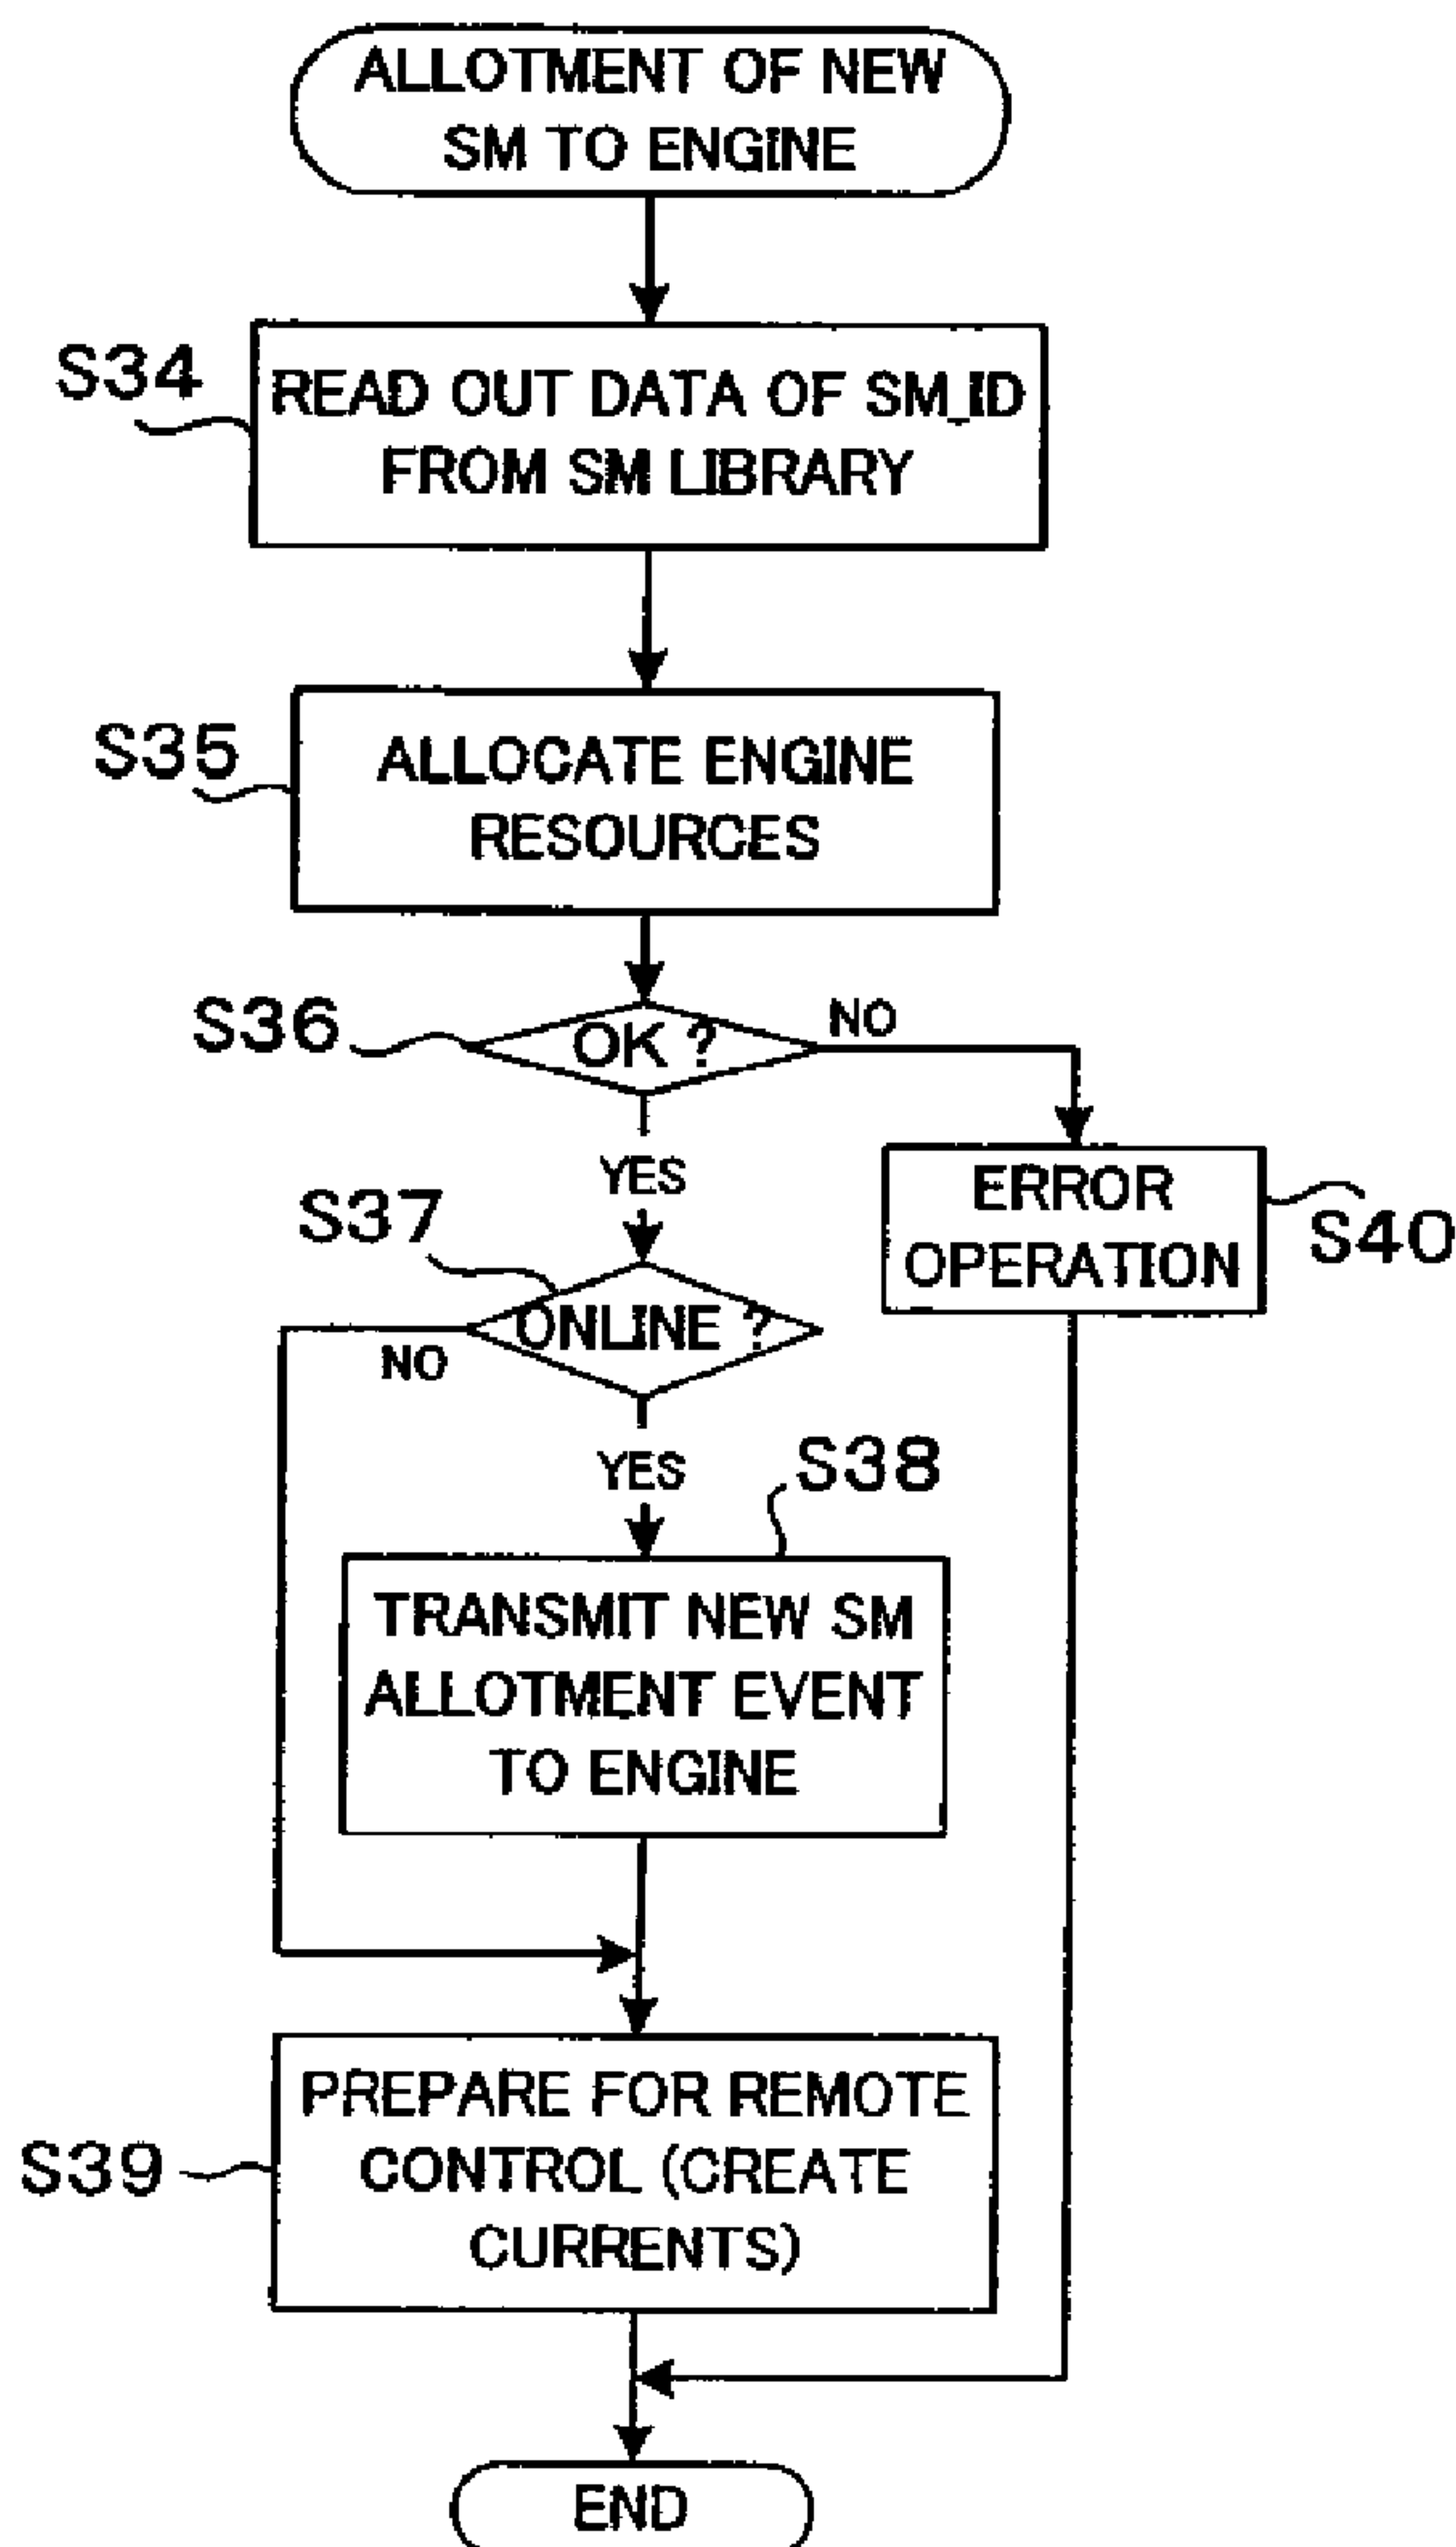 ALLOTMENT OF NEW
SM TO ENGINE
S34
READ OUT DATA OF SM_ID
FROM SM LIBRARY
S35
ALLOCATE ENGINE
RESOURCES
S36
OK ?
NO
YES
ERROR
OPERATION
S40
S37
ONLINE ?
NO
YES
S38
TRANSMIT NEW SM
ALLOTMENT EVENT
TO ENGINE
S39
PREPARE FOR REMOTE
CONTROL (CREATE
CURRENTS)
END